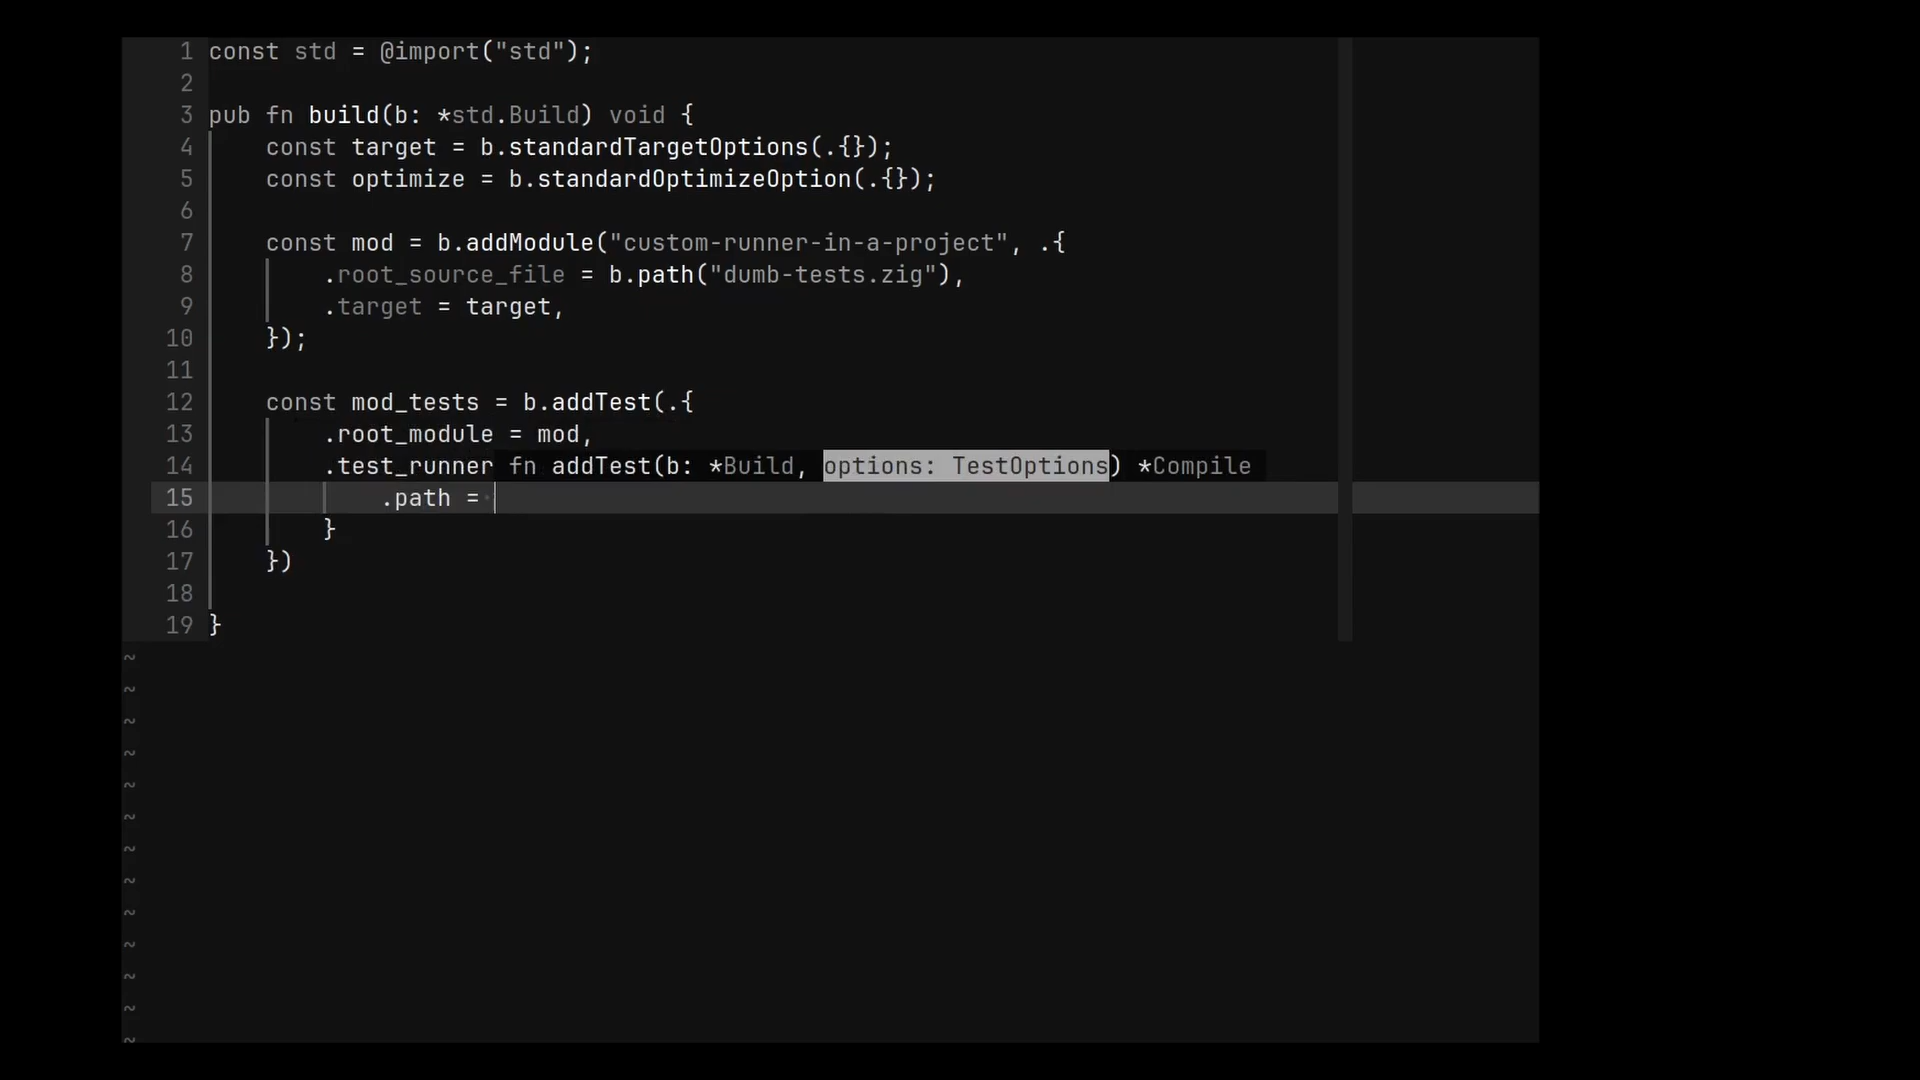 1 const std = @import("std");
2
3 pub fn build(b: *std.Build) void {
4     const target = b.standardTargetOptions(.{});
5     const optimize = b.standardOptimizeOption(.{});
6
7     const mod = b.addModule("custom-runner-in-a-project", .{
8         .root_source_file = b.path("dumb-tests.zig"),
9         .target = target,
10     });
11
12     const mod_tests = b.addTest(.{
13         .root_module = mod,
14         .test_runner fn addTest(b: *Build, options: TestOptions) *Compile
15             .path =
16         }
17     })
18
19 }
~
~
~
~
~
~
~
~
~
~
~
~
~